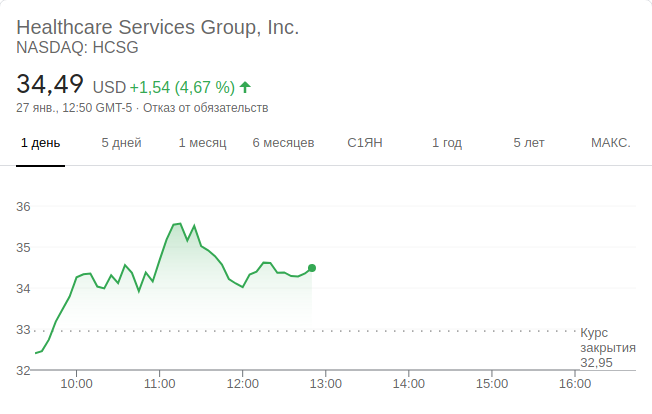 Healthcare Services Group, Inc.
NASDAQ: HCSG
34,49 USD +1,54 (4,67 %)
27 янв., 12:50 GMT-5 · Отказ от обязательств
1 день 5 дней 1 месяц 6 месяцев С1ЯН 1 год 5 лет МАКС.
36
35
34
33
32
Курс
закрытия
32,95
10:00 11:00 12:00 13:00 14:00 15:00 16:00